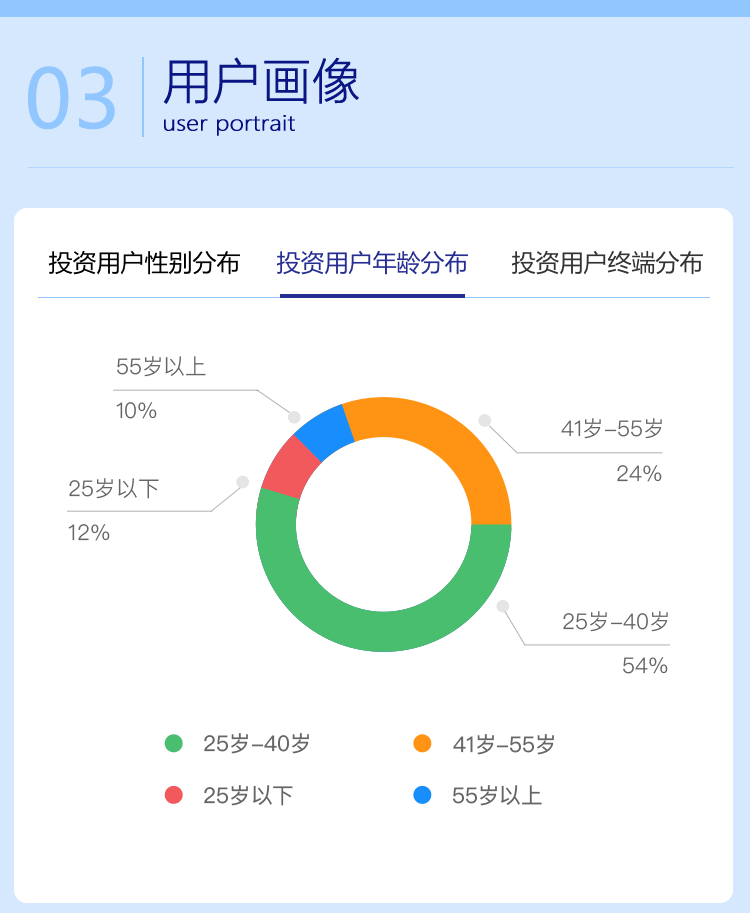 03
用户画像
user portrait
投资用户性别分布
投资用户年龄分布
投资用户终端分布
55岁以上
10%
41岁-55岁
24%
25岁以下
12%
25岁-40岁
54%
25岁-40岁
41岁-55岁
25岁以下
55岁以上